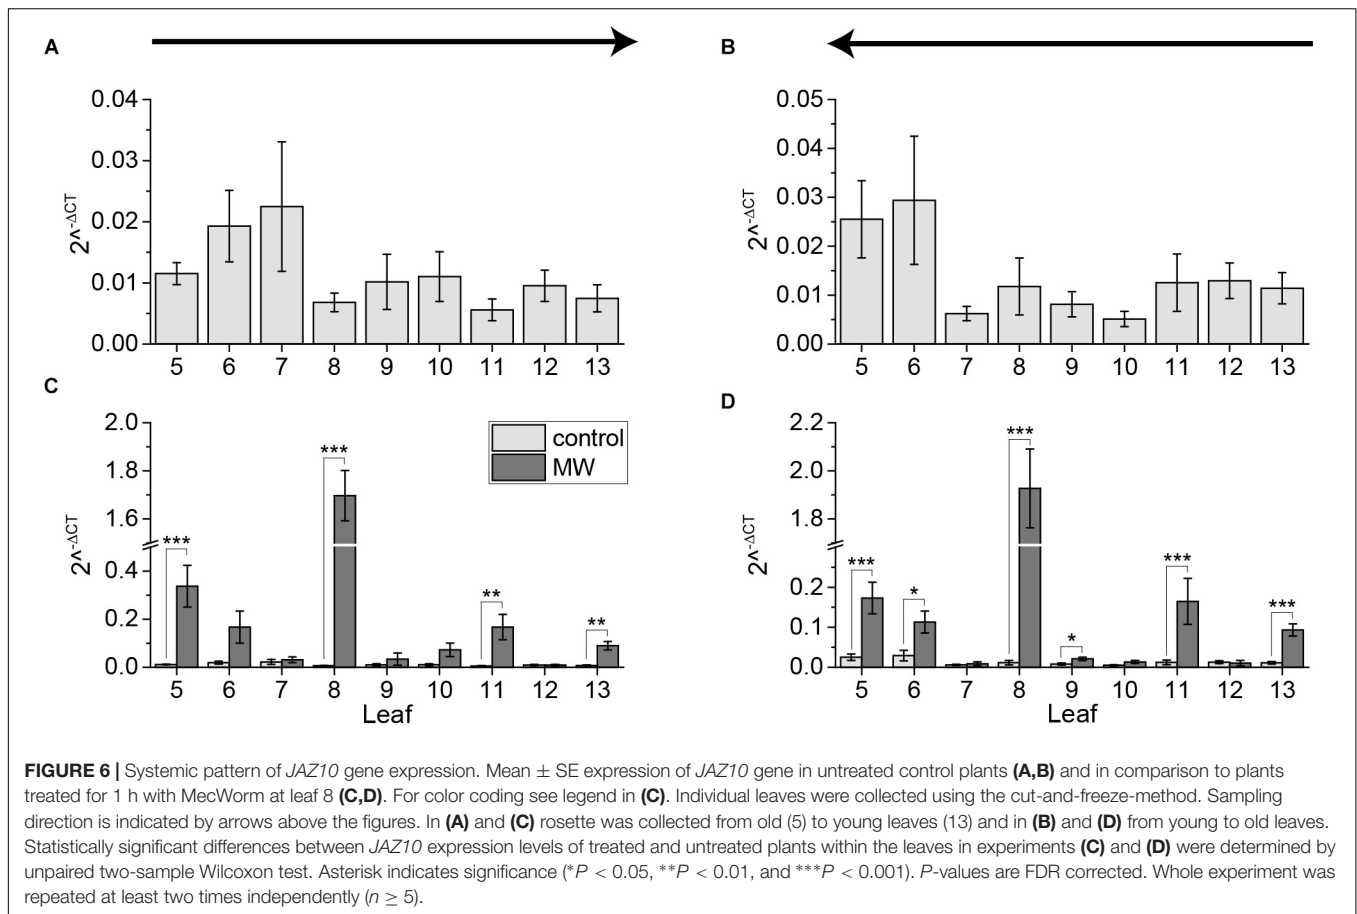 A
B
0.04
0.03
0.02
0.01
0.00
2^-ΔCT
5 6 7 8 9 10 11 12 13
0.05
0.04
0.03
0.02
0.01
0.00
2^-ΔCT
5 6 7 8 9 10 11 12 13
C
2.0
1.8
1.6
0.4
0.2
0.0
2^-ΔCT
control
MW
***
***
**
**
5 6 7 8 9 10 11 12 13
Leaf
D
2.2
2.0
1.8
0.2
0.1
0.0
2^-ΔCT
***
*
***
*
***
***
5 6 7 8 9 10 11 12 13
Leaf
FIGURE 6 | Systemic pattern of JAZ10 gene expression. Mean ± SE expression of JAZ10 gene in untreated control plants (A,B) and in comparison to plants
treated for 1 h with MecWorm at leaf 8 (C,D). For color coding see legend in (C). Individual leaves were collected using the cut-and-freeze-method. Sampling
direction is indicated by arrows above the figures. In (A) and (C) rosette was collected from old (5) to young leaves (13) and in (B) and (D) from young to old leaves.
Statistically significant differences between JAZ10 expression levels of treated and untreated plants within the leaves in experiments (C) and (D) were determined by
unpaired two-sample Wilcoxon test. Asterisk indicates significance (*P < 0.05, **P < 0.01, and ***P < 0.001). P-values are FDR corrected. Whole experiment was
repeated at least two times independently (n ≥ 5).